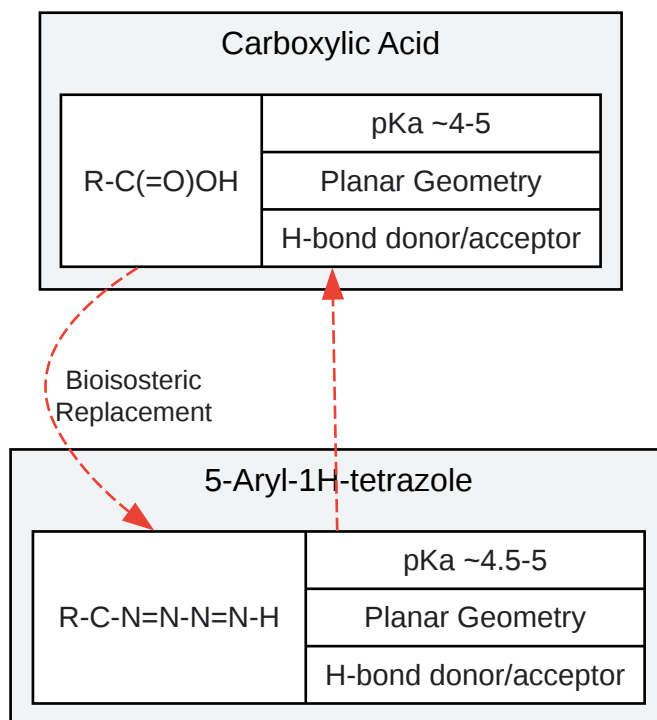 Carboxylic Acid
R-C(=O)OH
pKa ~4-5
Planar Geometry
H-bond donor/acceptor
Bioisosteric
Replacement
5-Aryl-1H-tetrazole
R-C-N=N-N=N-H
pKa ~4.5-5
Planar Geometry
H-bond donor/acceptor